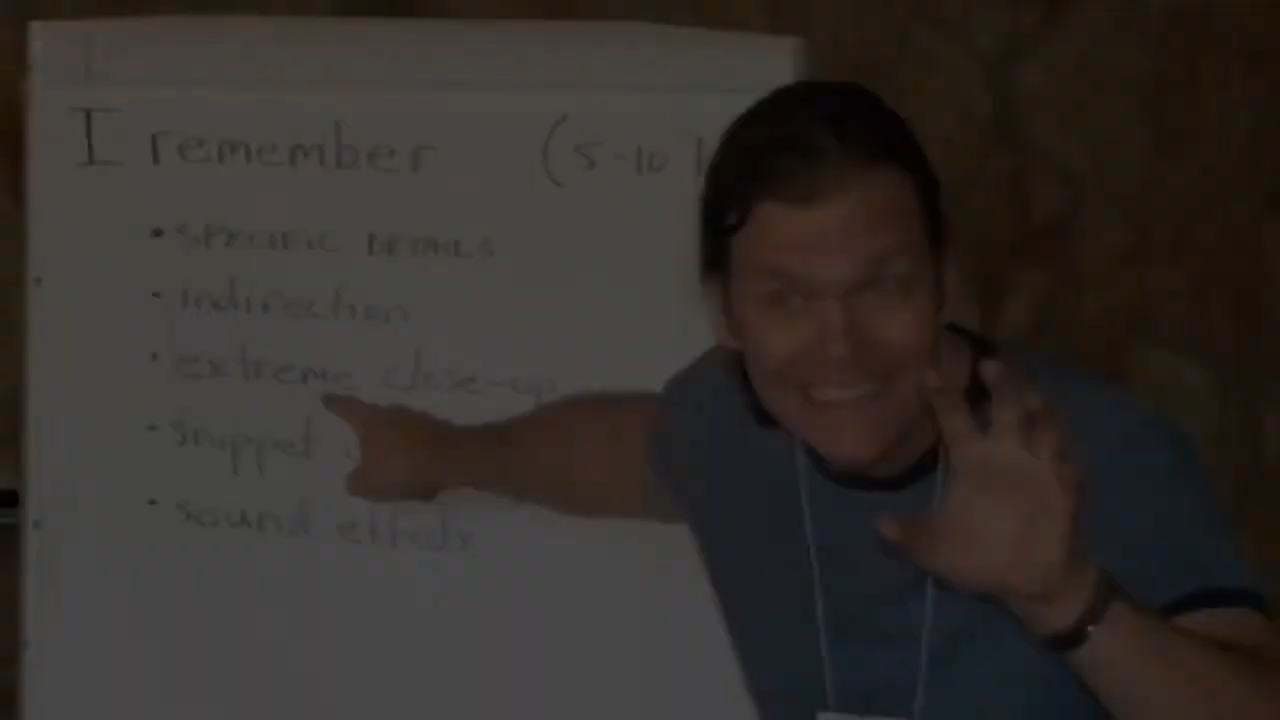 I remember (5-10
• SPECIFIC DETAILS
• indirection
• extreme close-up
• snippet
• sound effects